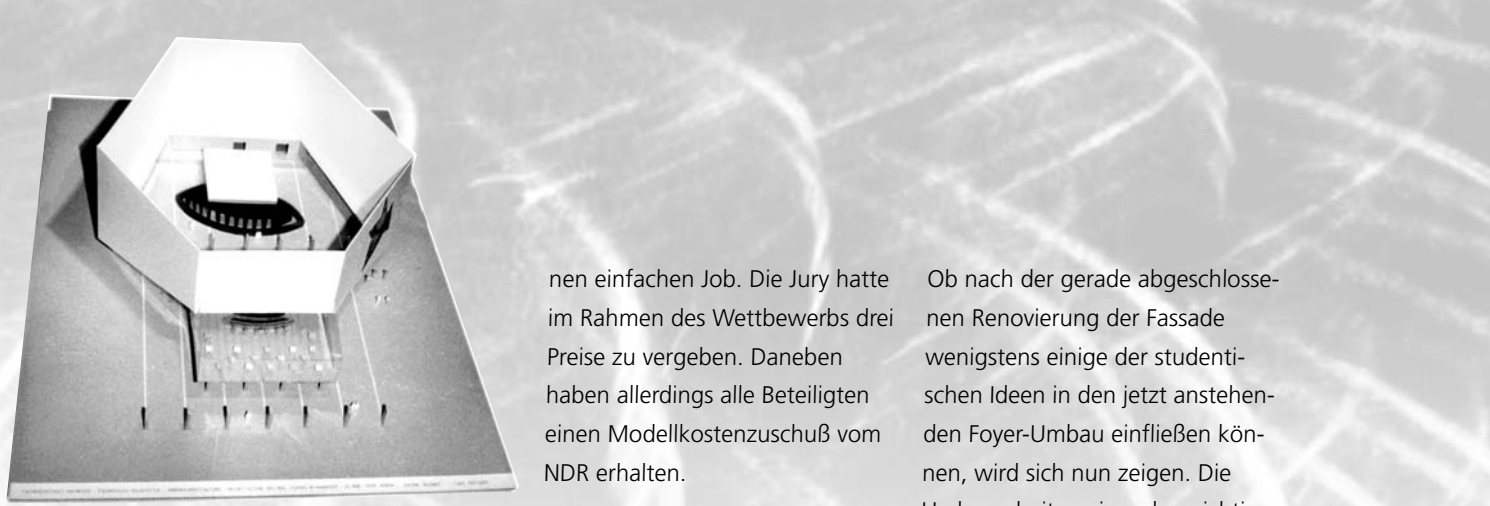 nen einfachen Job. Die Jury hatte
im Rahmen des Wettbewerbs drei
Preise zu vergeben. Daneben
haben allerdings alle Beteiligten
einen Modellkostenzuschuß vom
NDR erhalten.
Ob nach der gerade abgeschlosse-
nen Renovierung der Fassade
wenigstens einige der studenti-
schen Ideen in den jetzt anstehen-
den Foyer-Umbau einfließen kön-
nen, wird sich nun zeigen. Die